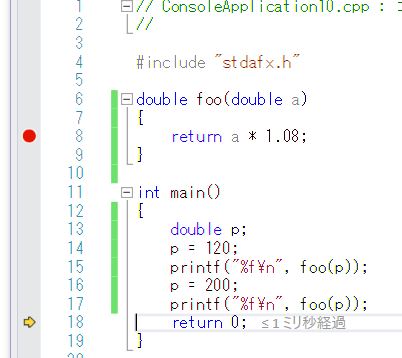 1 // ConsoleApplication10.cpp : コ
2 //
3
4 #include "stdafx.h"
5
6 double foo(double a)
7 {
8 return a * 1.08;
9 }
10
11 int main()
12 {
13 double p;
14 p = 120;
15 printf("%f¥n", foo(p));
16 p = 200;
17 printf("%f¥n", foo(p));
18 return 0; ≤1ミリ秒経過
19 }